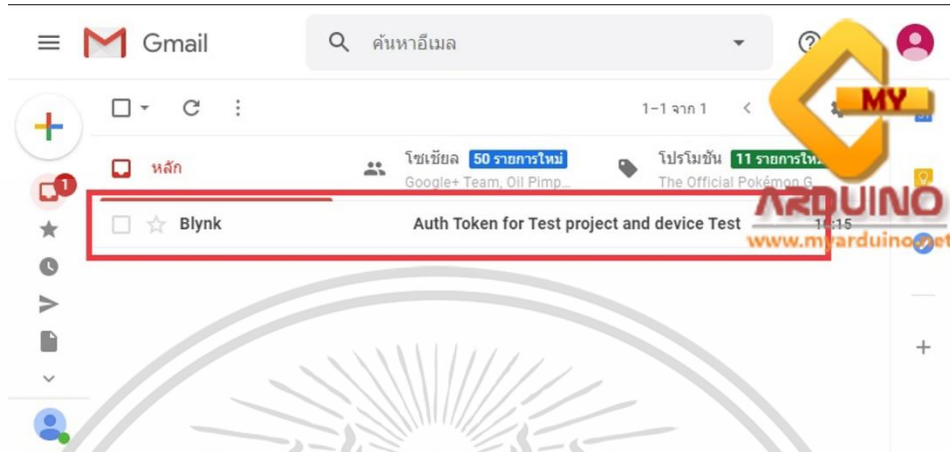 Gmail
ค้นหาอีเมล
1–1 จาก 1
หลัก
โซเชียล 50 รายการใหม่
Google+ Team, Oil Pimp...
โปรโมชัน 11 รายการใหม่
The Official Pokémon G
1
Blynk Auth Token for Test project and device Test
MY
ARDUINO
www.myarduino.net